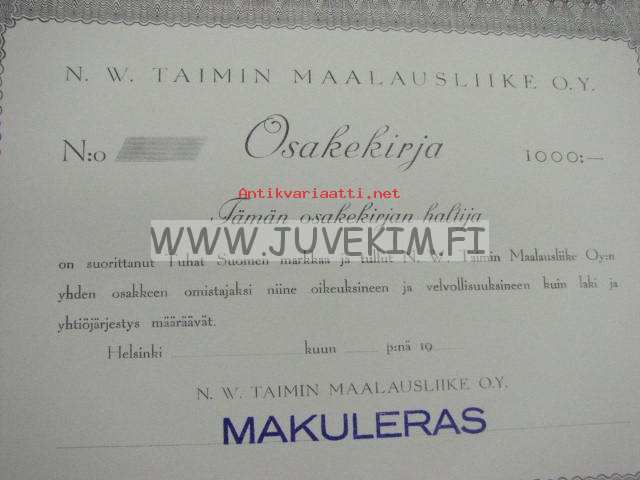 N. W. TAIMIN MAALAUSLIIKE O.Y.
N:o
Osakekirja
1000:—
Antikvariaatti.net
Tämän osakekirjan haltija
WWW.JUVEKIM.FI
on suorittanut Tuhat Suomen markkaa ja tullut N. W. Taimin Maalausliike Oy:n
yhden osakkeen omistajaksi niine oikeuksineen ja velvollisuuksineen kuin laki ja
yhtiöjärjestys määräävät.
Helsinki kuun p:nä 19
N. W. TAIMIN MAALAUSLIIKE O.Y.
MAKULERAS